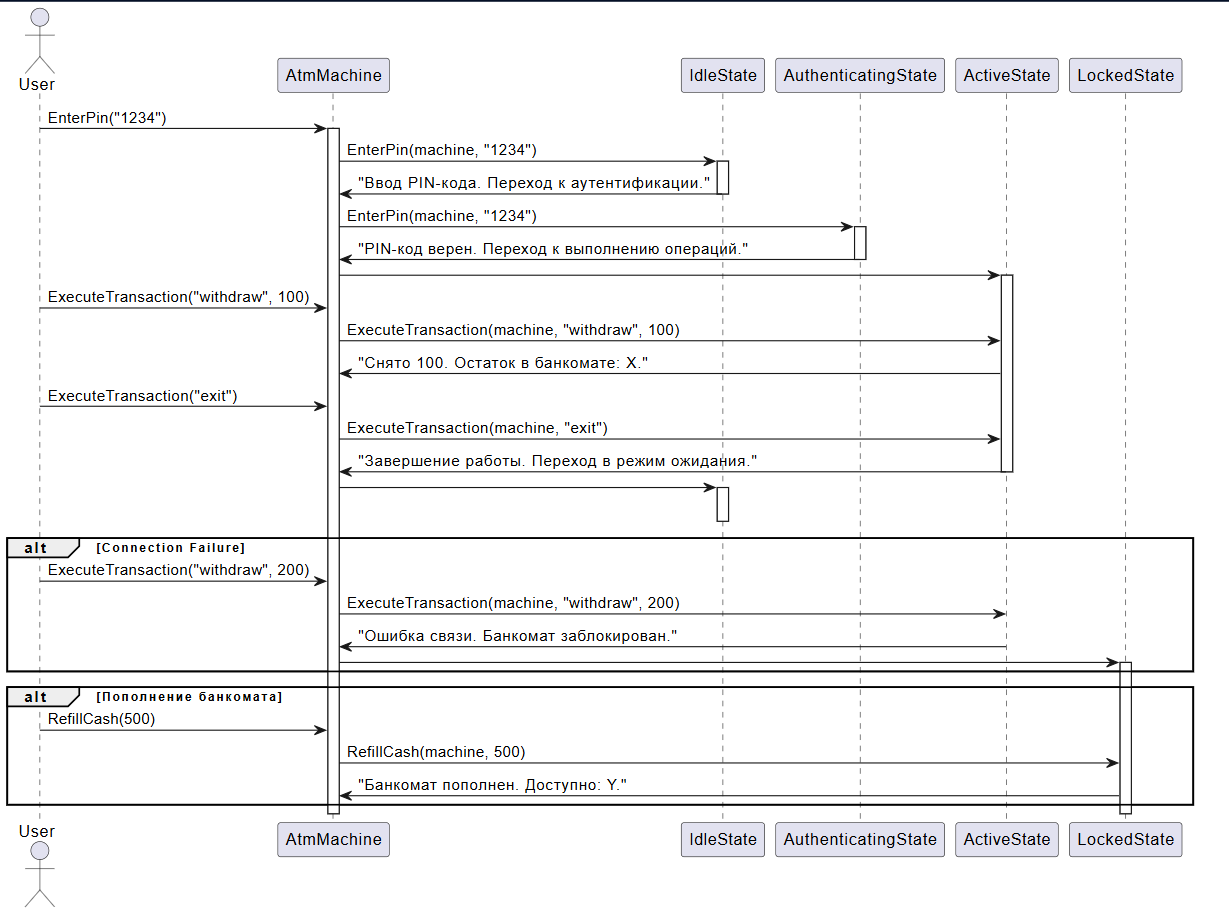 User
AtmMachine
IdleState
AuthenticatingState
ActiveState
LockedState
EnterPin("1234")
EnterPin(machine, "1234")
"Ввод PIN-кода. Переход к аутентификации."
EnterPin(machine, "1234")
"PIN-код верен. Переход к выполнению операций."
ExecuteTransaction("withdraw", 100)
ExecuteTransaction(machine, "withdraw", 100)
"Снято 100. Остаток в банкомате: X."
ExecuteTransaction("exit")
ExecuteTransaction(machine, "exit")
"Завершение работы. Переход в режим ожидания."
alt [Connection Failure]
ExecuteTransaction("withdraw", 200)
ExecuteTransaction(machine, "withdraw", 200)
"Ошибка связи. Банкомат заблокирован."
alt [Пополнение банкомата]
RefillCash(500)
RefillCash(machine, 500)
"Банкомат пополнен. Доступно: Y."
User
AtmMachine
IdleState
AuthenticatingState
ActiveState
LockedState